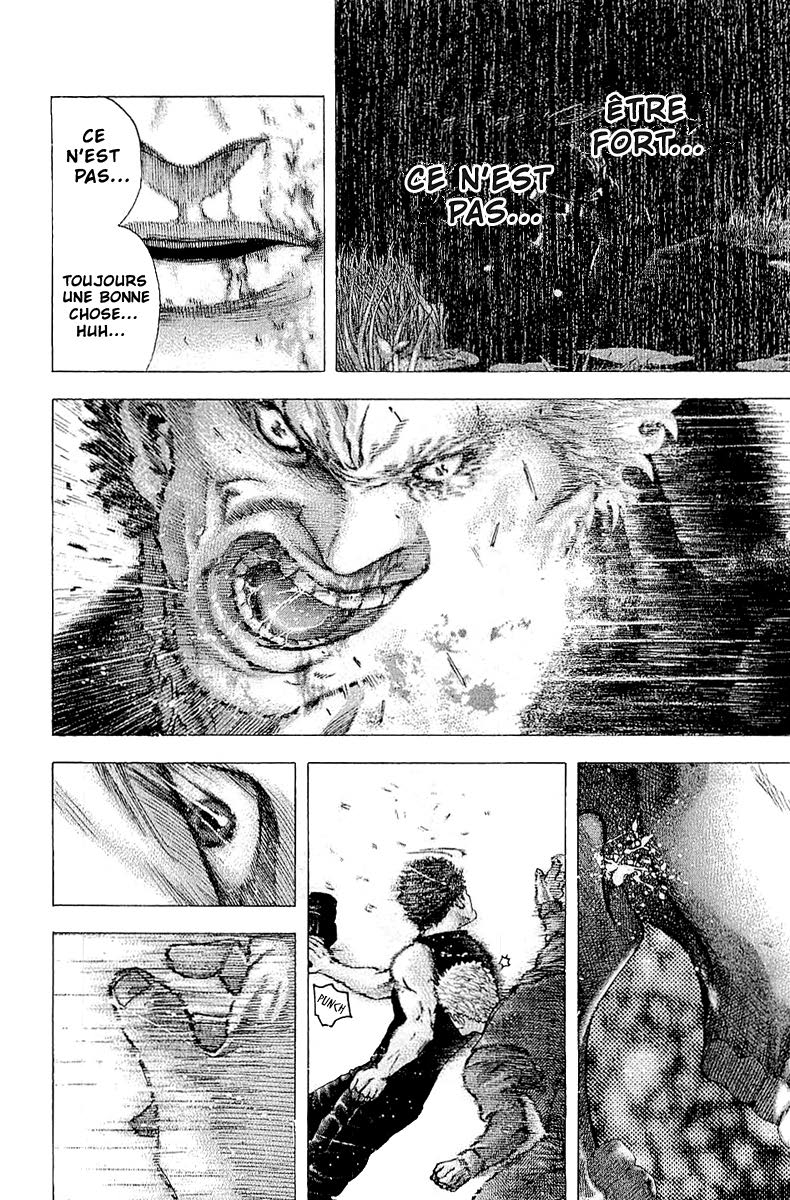 ÊTRE
FORT...
CE N'EST
PAS...
CE
N'EST
PAS...
TOUJOURS
UNE BONNE
CHOSE...
HUH...
PUNCH